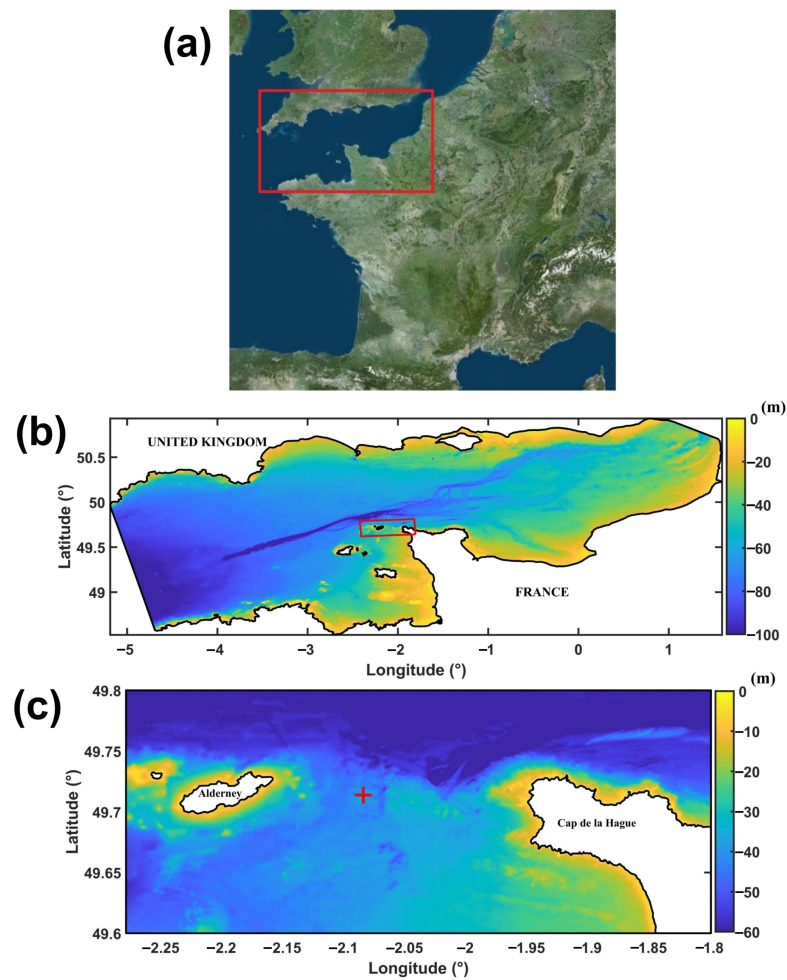 (a)
(b)
(m)
UNITED KINGDOM
FRANCE
50.5
50
49.5
49
Latitude (°)
−5 −4 −3 −2 −1 0 1
Longitude (°)
0
−20
−40
−60
−80
−100
(c)
(m)
Alderney
Cap de la Hague
49.8
49.75
49.7
49.65
49.6
Latitude (°)
−2.25 −2.2 −2.15 −2.1 −2.05 −2 −1.95 −1.9 −1.85 −1.8
Longitude (°)
0
−10
−20
−30
−40
−50
−60